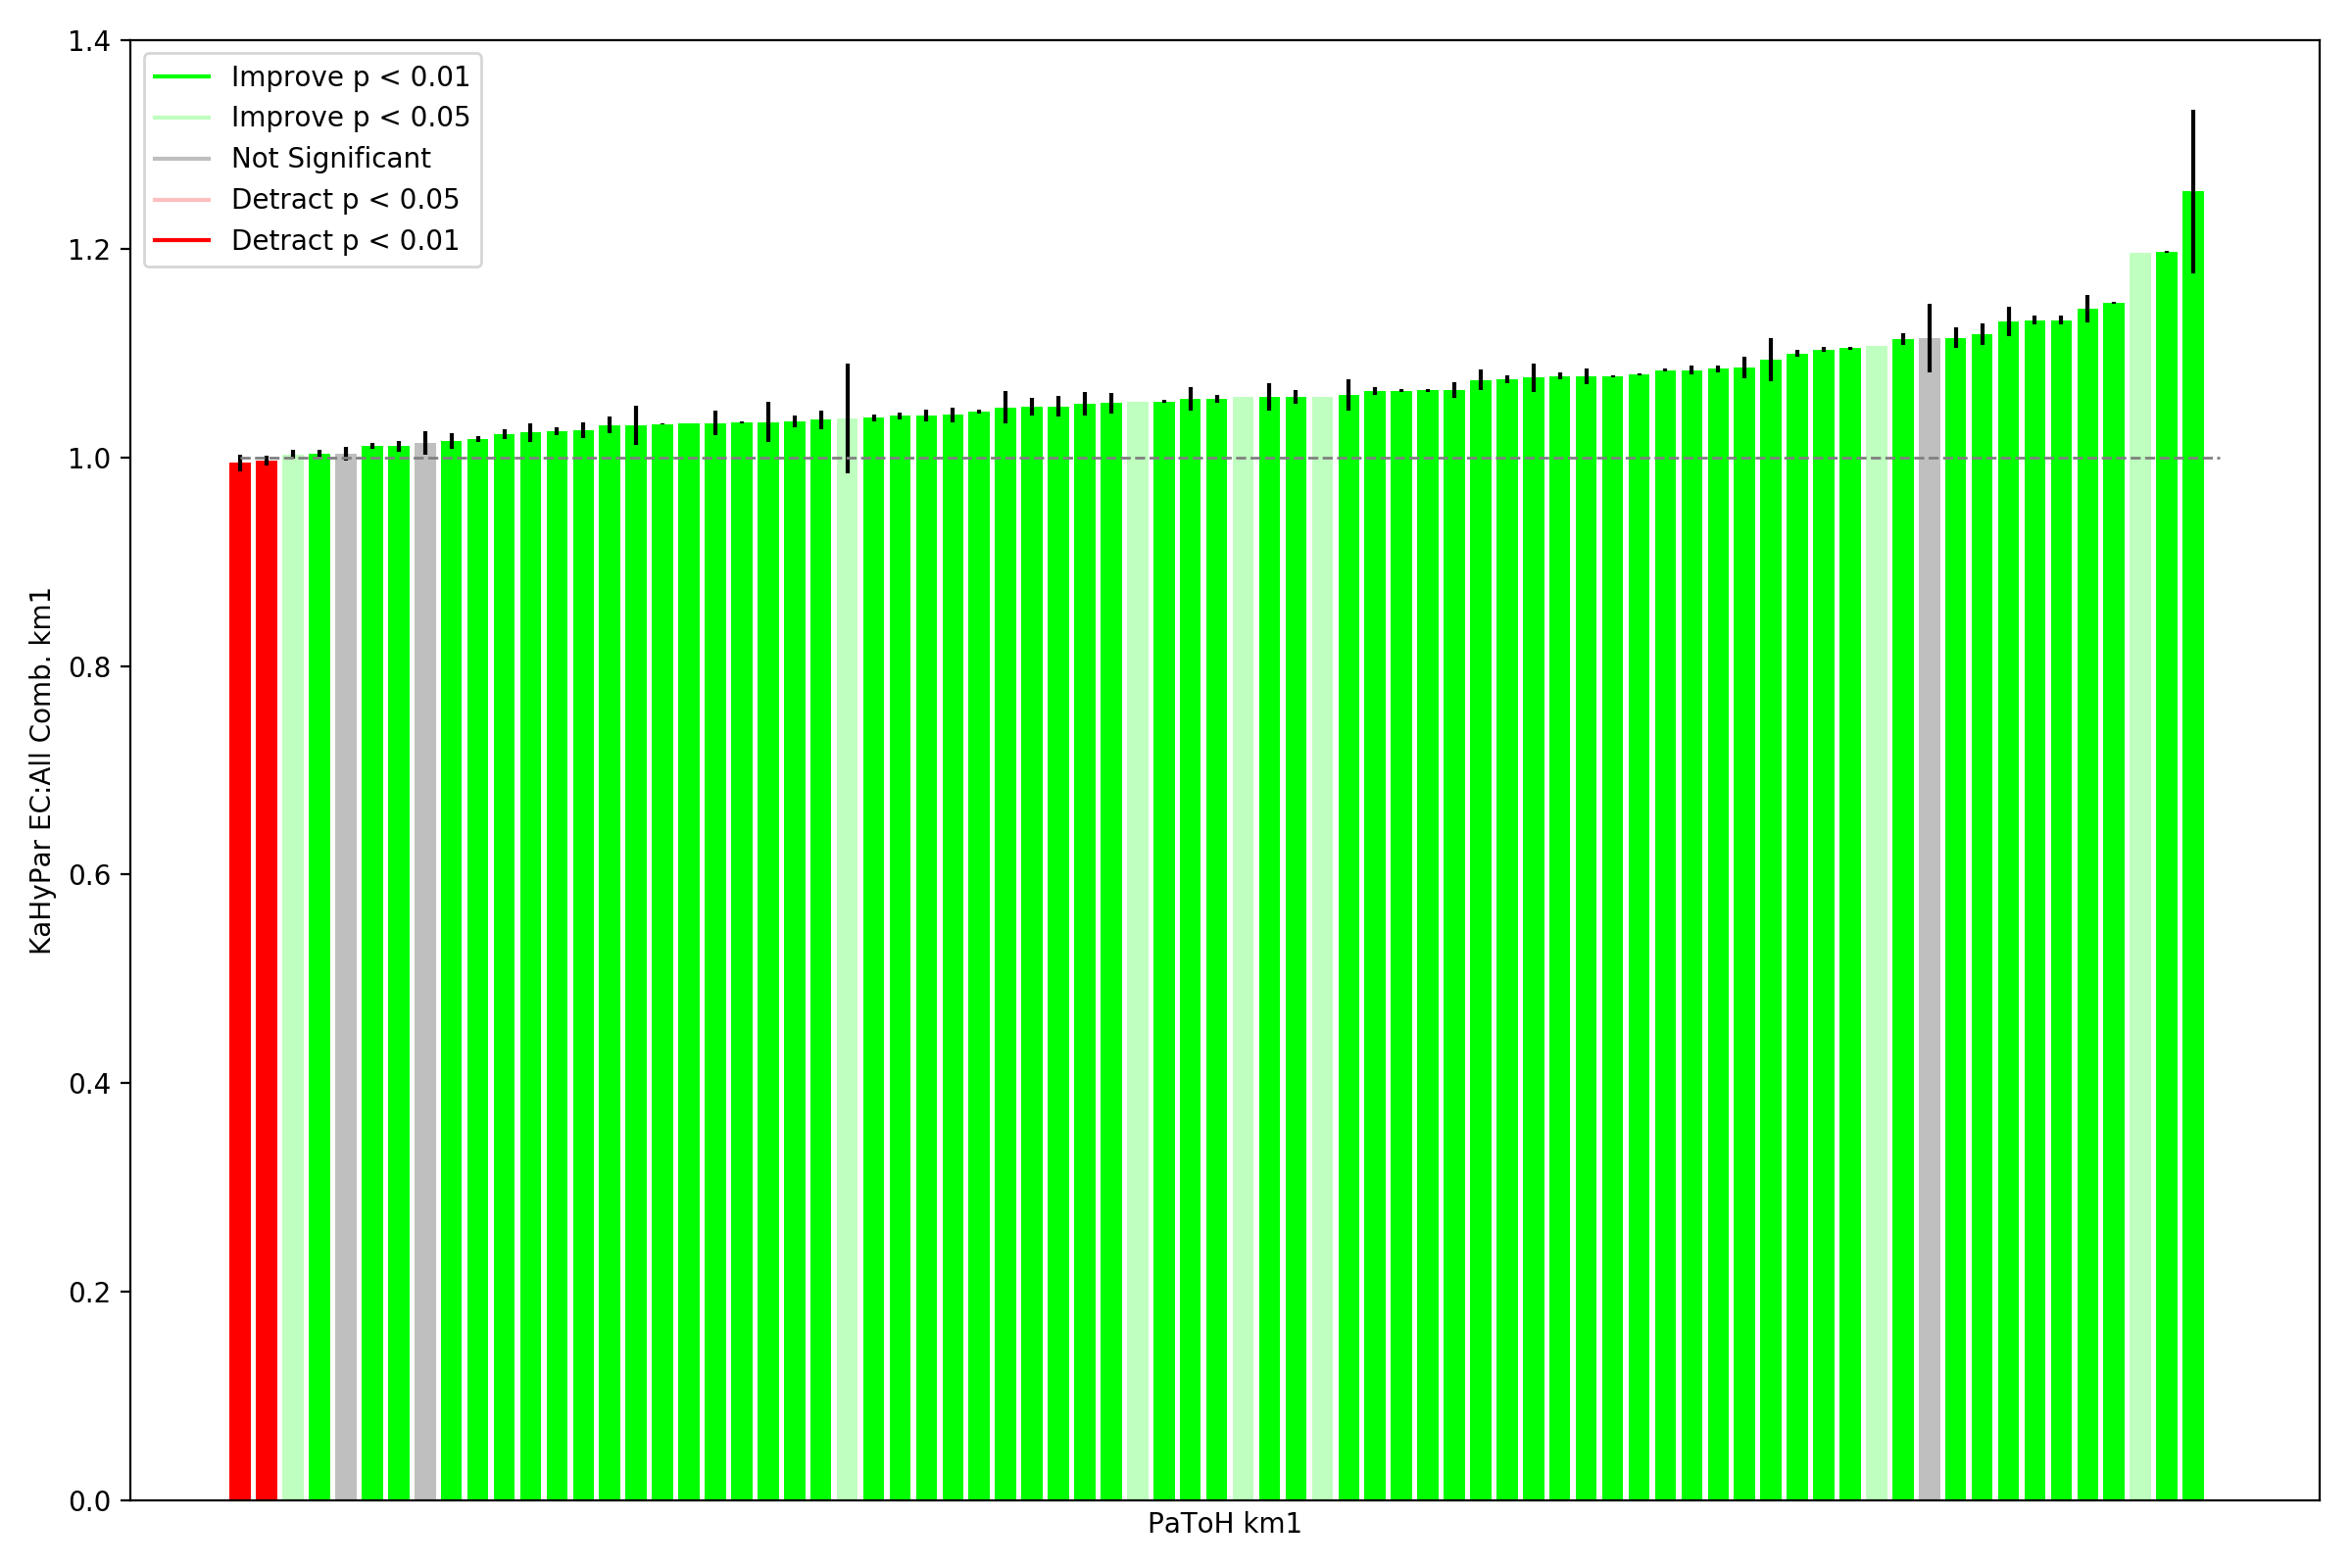 1.4
1.2
1.0
0.8
0.6
0.4
0.2
0.0
Improve p < 0.01
Improve p < 0.05
Not Significant
Detract p < 0.05
Detract p < 0.01
KaHyPar EC:All Comb. km1
PaToH km1